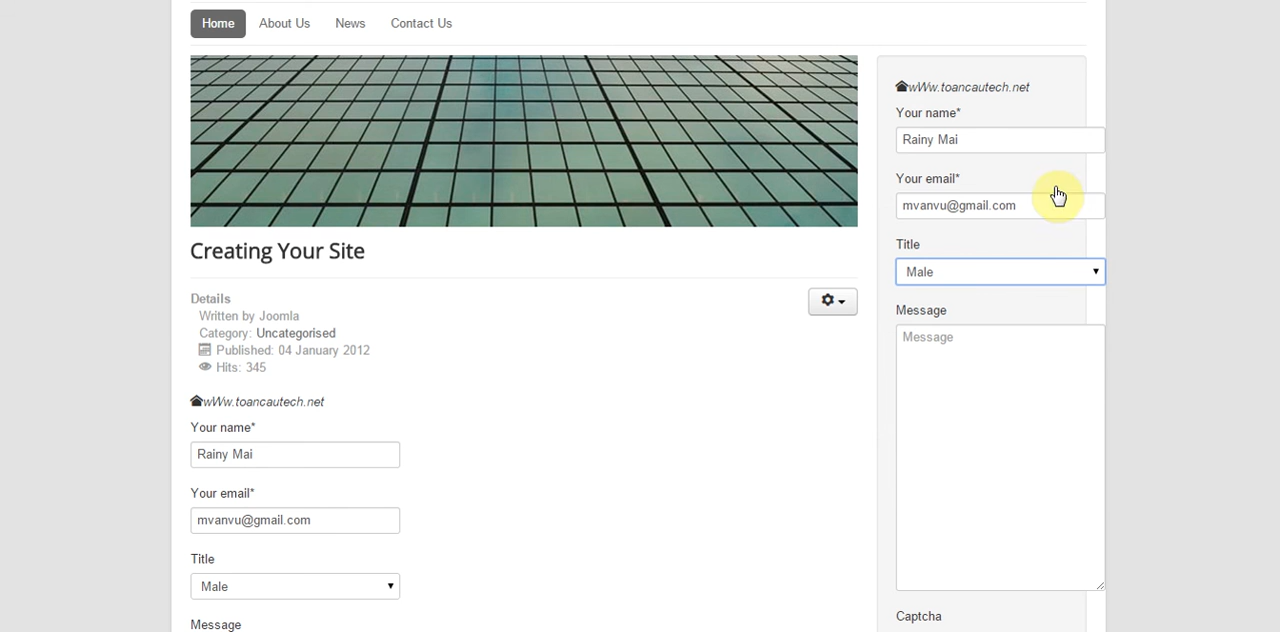 Home About Us News Contact Us
Creating Your Site
Details
Written by Joomla
Category: Uncategorised
Published: 04 January 2012
Hits: 345
wWw.toancautech.net
Your name*
Rainy Mai
Your email*
mvanvu@gmail.com
Title
Male
Message
wWw.toancautech.net
Your name*
Rainy Mai
Your email*
mvanvu@gmail.com
Title
Male
Message
Message
Captcha